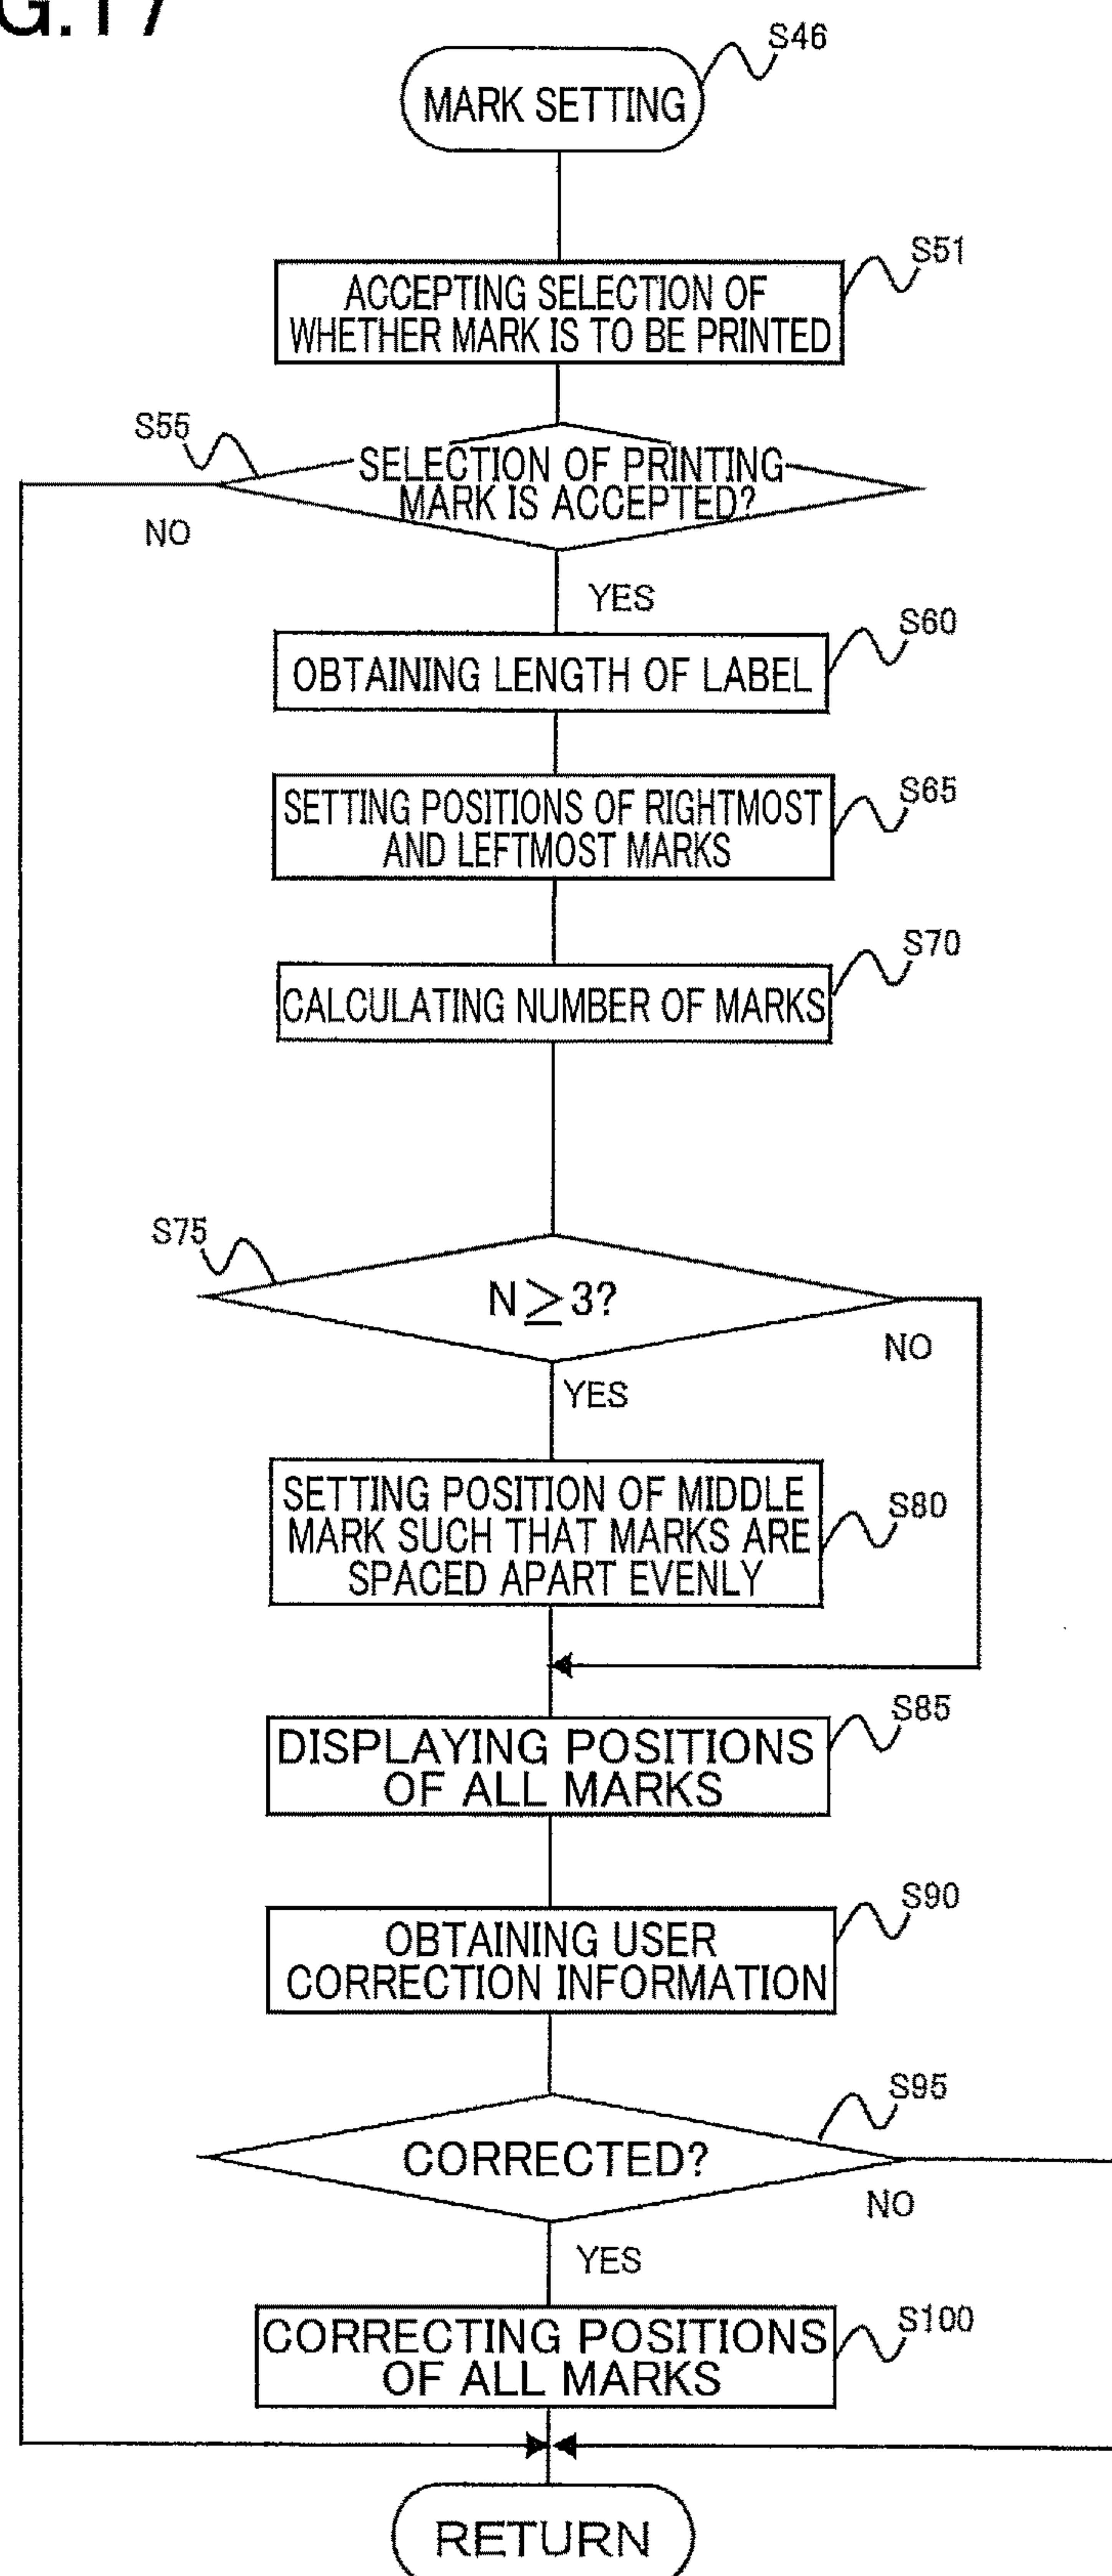 G.17
S46
MARK SETTING
S51
ACCEPTING SELECTION OF
WHETHER MARK IS TO BE PRINTED
S55
SELECTION OF PRINTING
MARK IS ACCEPTED?
NO
YES
S60
OBTAINING LENGTH OF LABEL
S65
SETTING POSITIONS OF RIGHTMOST
AND LEFTMOST MARKS
S70
CALCULATING NUMBER OF MARKS
S75
N≥3?
NO
YES
S80
SETTING POSITION OF MIDDLE
MARK SUCH THAT MARKS ARE
SPACED APART EVENLY
S85
DISPLAYING POSITIONS
OF ALL MARKS
S90
OBTAINING USER
CORRECTION INFORMATION
S95
CORRECTED?
NO
YES
S100
CORRECTING POSITIONS
OF ALL MARKS
RETURN